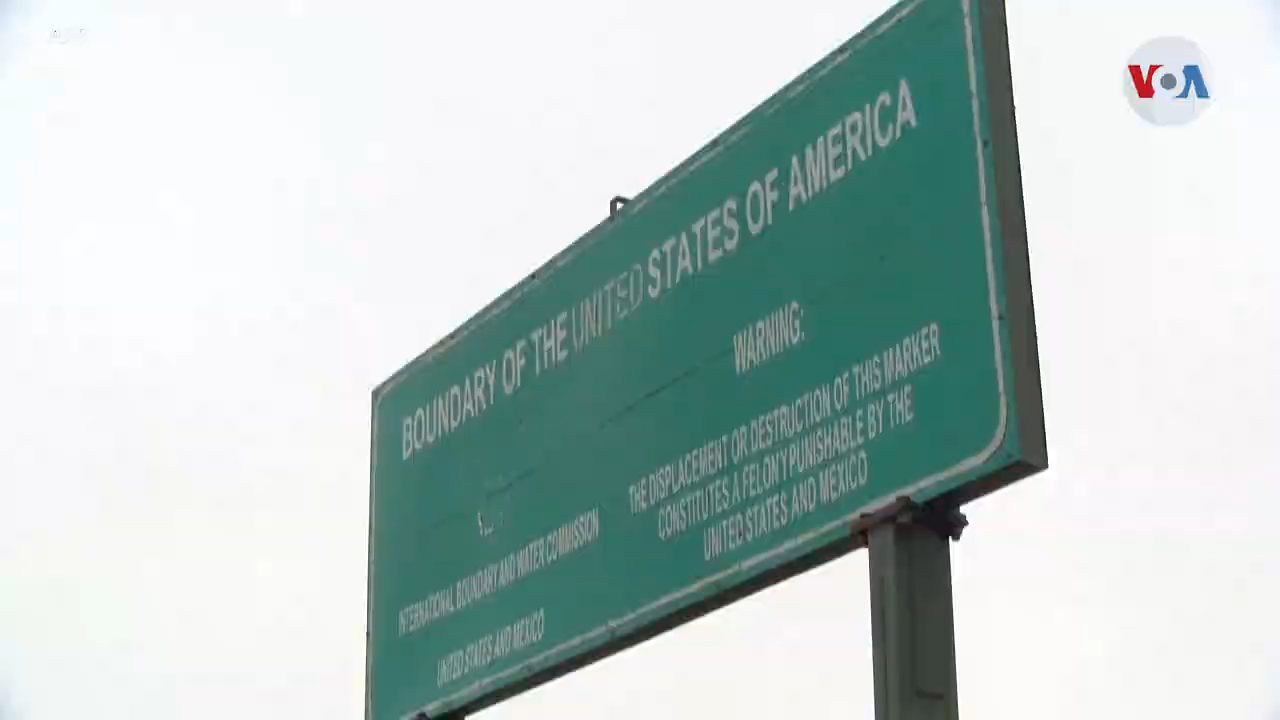 VOA
BOUNDARY OF THE UNITED STATES OF AMERICA
WARNING:
THE DISPLACEMENT OR DESTRUCTION OF THIS MARKER
CONSTITUTES A FELONY PUNISHABLE BY THE
UNITED STATES AND MEXICO
INTERNATIONAL BOUNDARY AND WATER COMMISSION
UNITED STATES AND MEXICO